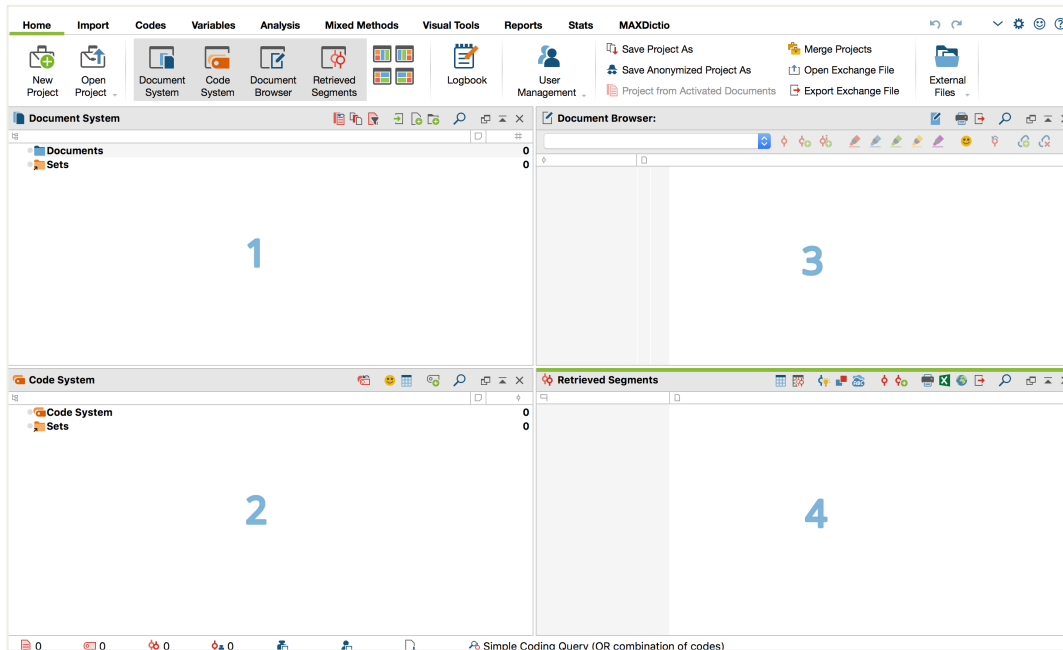 Home Import Codes Variables Analysis Mixed Methods Visual Tools Reports Stats MAXDictio
New Project
Open Project
Document System
Code System
Document Browser
Retrieved Segments
Logbook
User Management
Save Project As
Save Anonymized Project As
Project from Activated Documents
Merge Projects
Open Exchange File
Export Exchange File
External Files
Document System
Documents 0
Sets 0
1
Document Browser:
3
Code System
Code System 0
Sets 0
2
Retrieved Segments
4
0 0 0 0 Simple Coding Query (OR combination of codes)